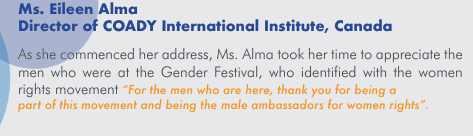 Ms. Eileen Alma
Director of COADY International Institute, Canada
As she commenced her address, Ms. Alma took her time to appreciate the
men who were at the Gender Festival, who identified with the women
rights movement “For the men who are here, thank you for being a
part of this movement and being the male ambassadors for women rights”.